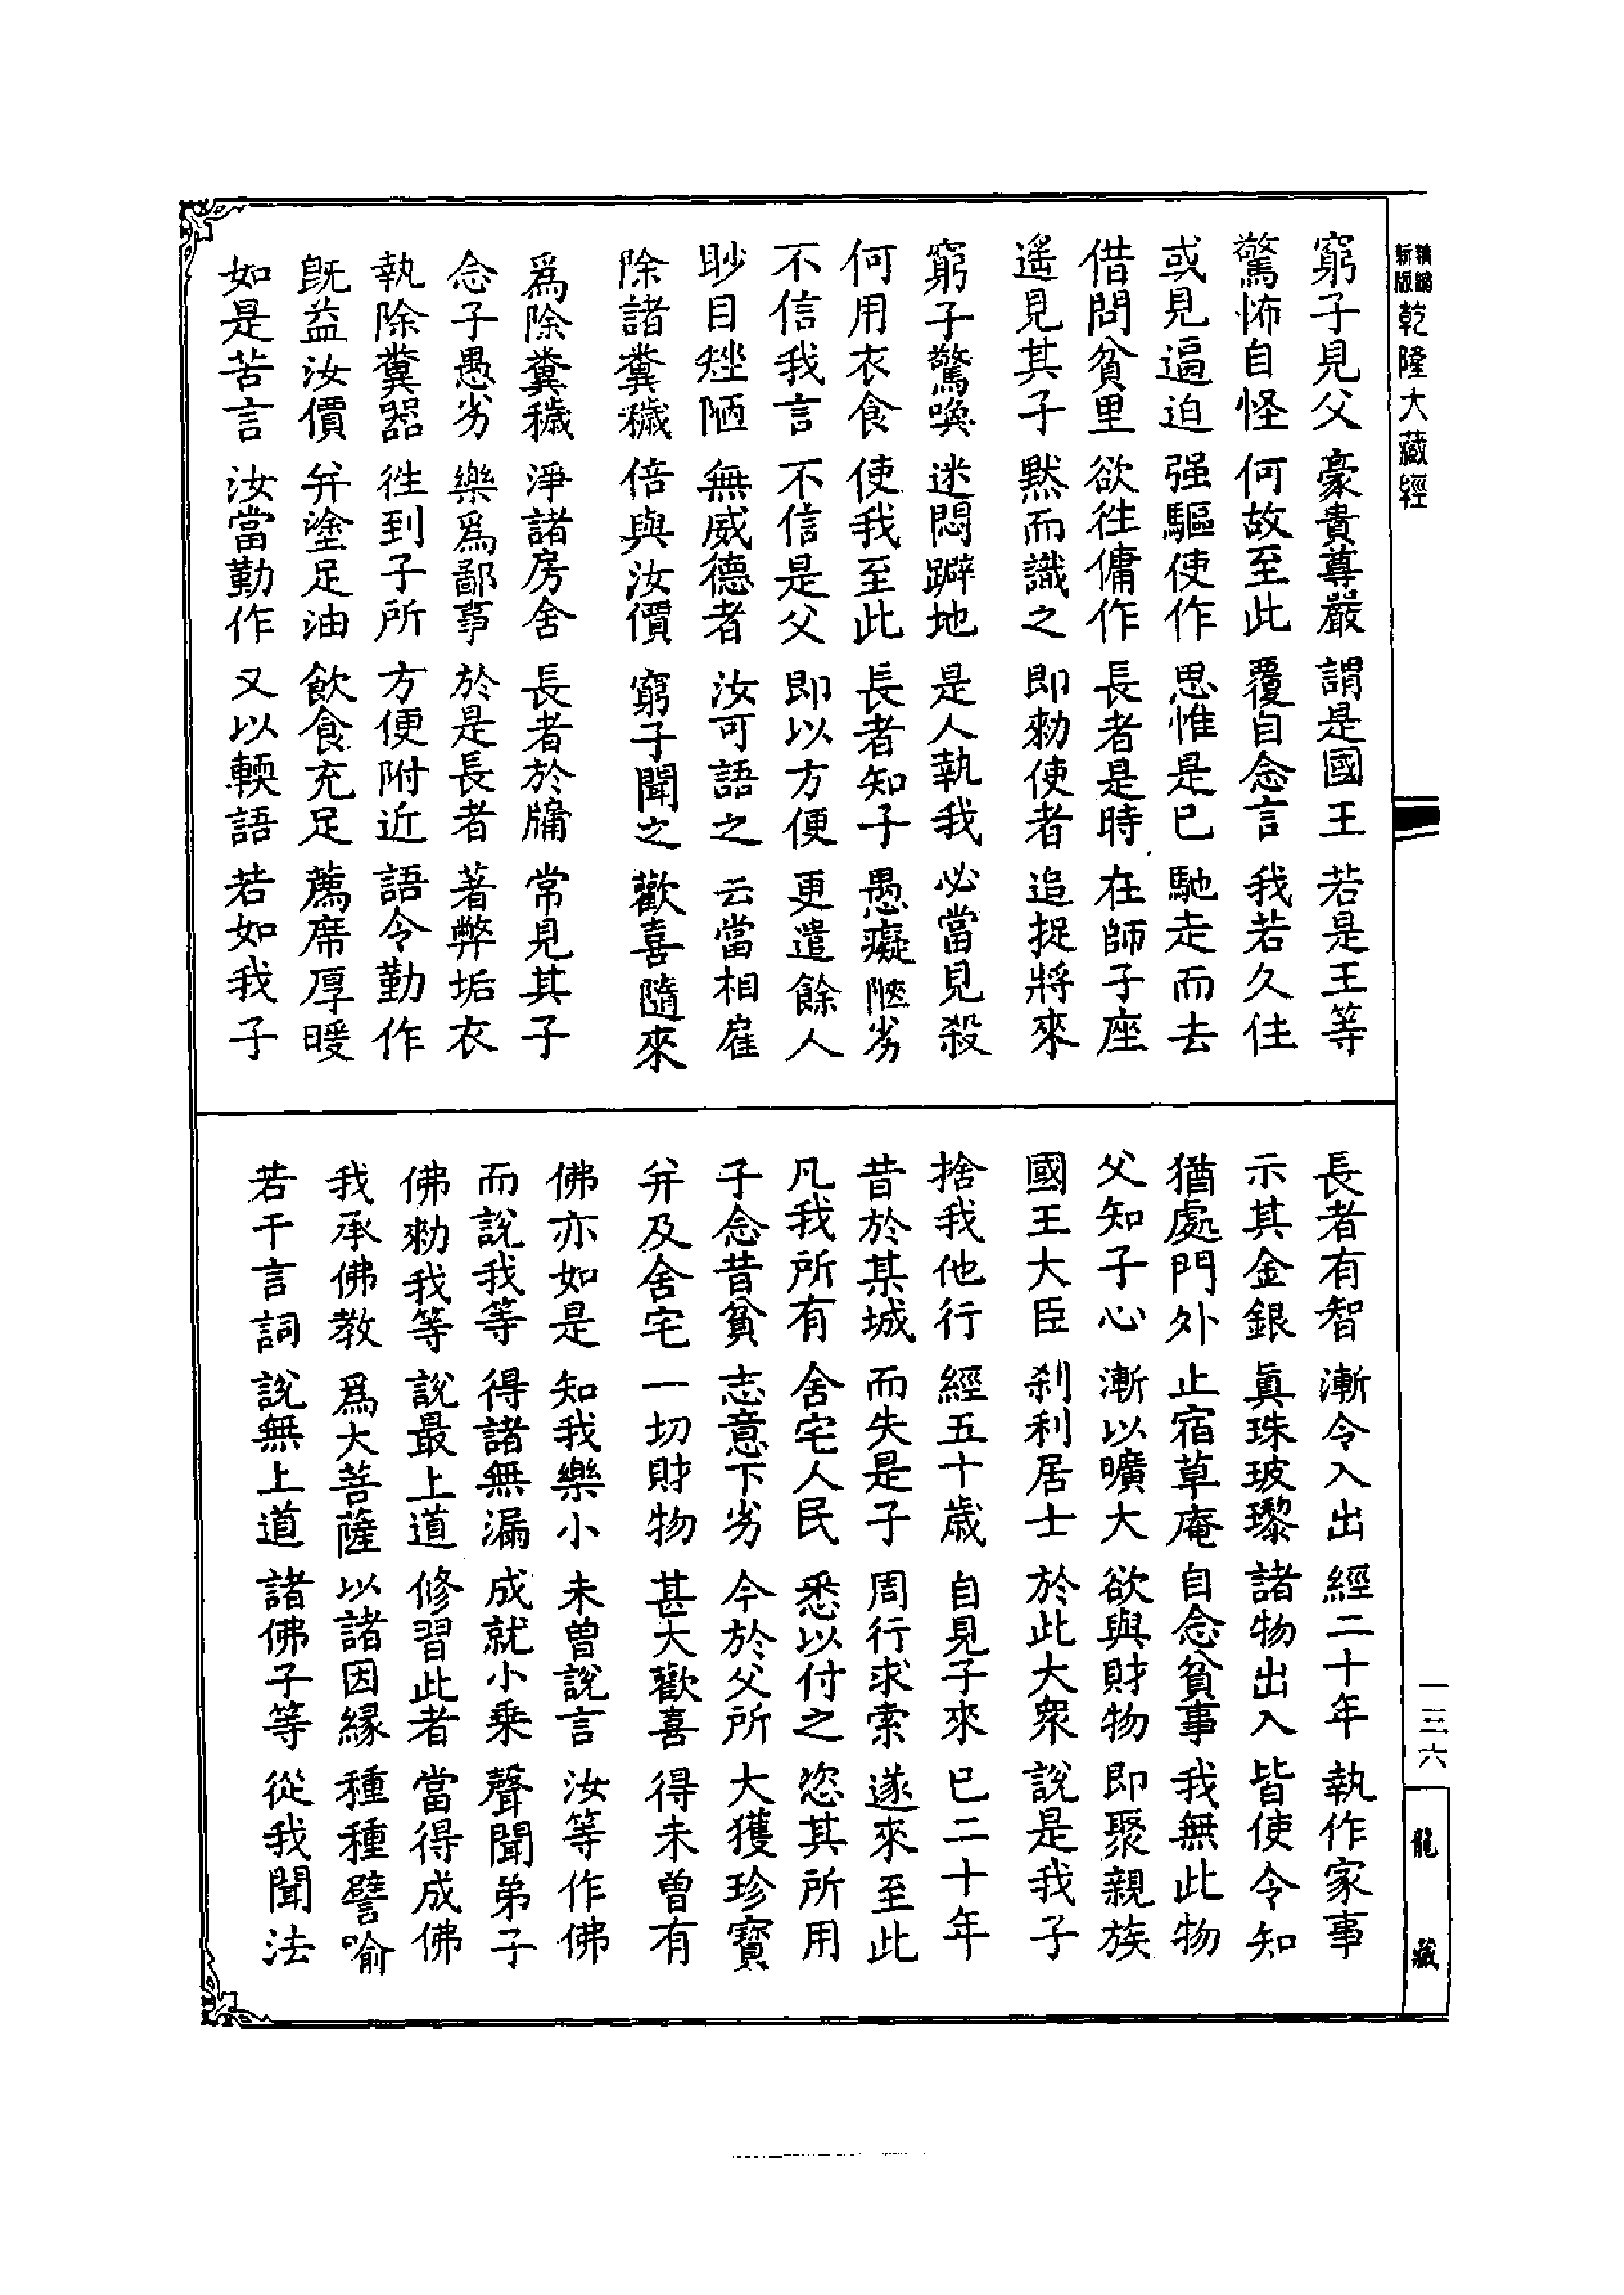 新編
新版 乾隆大藏經
窮子見父 豪貴尊嚴 謂是國王 若是王等
驚怖自怪 何故至此 覆自念言 我若久住
或見逼迫 强驅使作 思惟是已 馳走而去
借問貧里 欲往傭作 長者是時 在師子座
遙見其子 默而識之 即勑使者 追捉將來
窮子驚喚 迷悶躃地 是人執我 必當見殺
何用衣食 使我至此 長者知子 愚癡陿劣
不信我言 不信是父 即以方便 更遣餘人
眇目矬陋 無威德者 汝可語之 云當相雇
除諸糞穢 倍與汝價 窮子聞之 歡喜隨來
爲除糞穢 淨諸房舍 長者於牖 常見其子
念子愚劣 樂爲鄙事 於是長者 著弊垢衣
執除糞器 徃到子所 方便附近 語令勤作
旣益汝價 并塗足油 飲食充足 薦席厚暖
如是苦言 汝當勤作 又以輭語 若如我子
長者有智 漸令入出 經二十年 執作家事
示其金銀 眞珠玻瓈 諸物出入 皆使令知
猶處門外 止宿草庵 自念貧事 我無此物
父知子心 漸以曠大 欲與財物 即聚親族
國王大臣 刹利居士 於此大衆 說是我子
捨我他行 經五十歳 自見子來 已二十年
昔於某城 而失是子 周行求索 遂來至此
凡我所有 舍宅人民 悉以付之 恣其所用
子念昔貧 志意下劣 今於父所 大獲珍寶
并及舍宅 一切財物 甚大歡喜 得未曽有
佛亦如是 知我樂小 未曽說言 汝等作佛
而說我等 得諸無漏 成就小乗 聲聞弟子
佛勑我等 說最上道 修習此者 當得成佛
我承佛教 爲大菩薩 以諸因縁 種種譬喻
若干言詞 說無上道 諸佛子等 從我聞法
一三六
龍藏